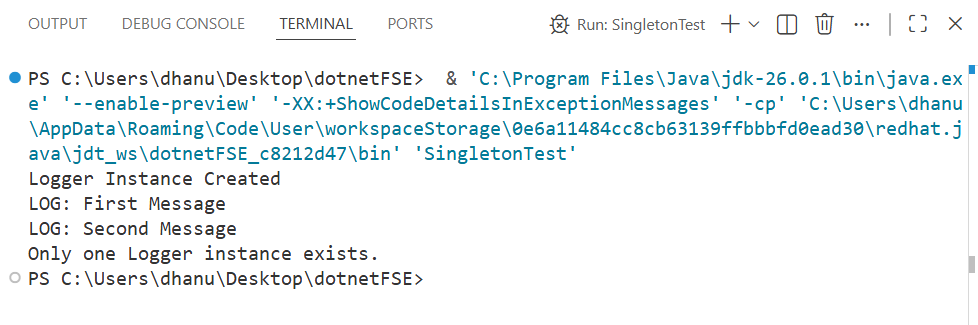 OUTPUT DEBUG CONSOLE TERMINAL PORTS Run: SingletonTest
PS C:\Users\dhanu\Desktop\dotnetFSE>  & 'C:\Program Files\Java\jdk-26.0.1\bin\java.ex
e' '--enable-preview' '-XX:+ShowCodeDetailsInExceptionMessages' '-cp' 'C:\Users\dhanu
\AppData\Roaming\Code\User\workspaceStorage\0e6a11484cc8cb63139ffbbbfd0ead30\redhat.j
ava\jdt_ws\dotnetFSE_c8212d47\bin' 'SingletonTest'
Logger Instance Created
LOG: First Message
LOG: Second Message
Only one Logger instance exists.
PS C:\Users\dhanu\Desktop\dotnetFSE>